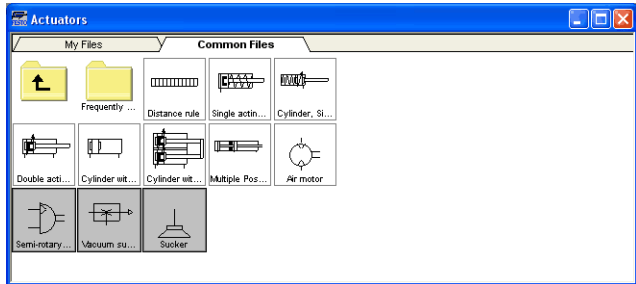 FESTO Actuators
My Files Common Files
Frequently ... Distance rule Single actin... Cylinder, Si...
Double acti... Cylinder wit... Cylinder wit... Multiple Pos... Air motor
Semi-rotary... Vacuum su... Sucker